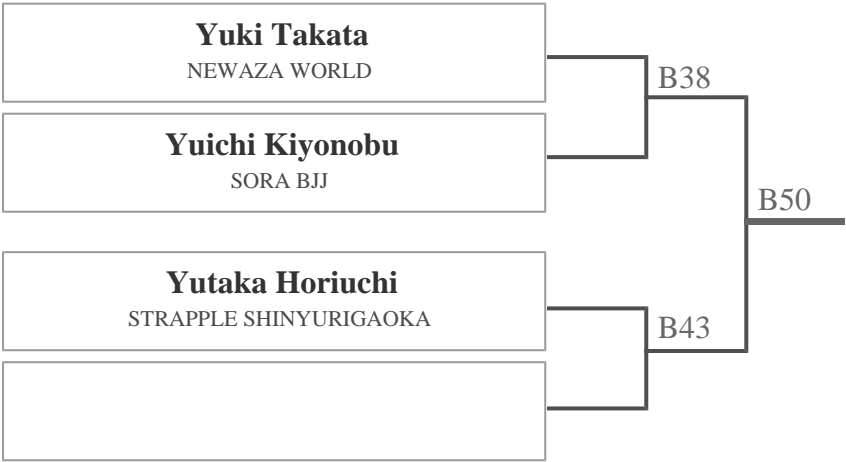 Yuki Takata
NEWAZA WORLD
B38
Yuichi Kiyonobu
SORA BJJ
B50
Yutaka Horiuchi
STRAPPLE SHINYURIGAOKA
B43